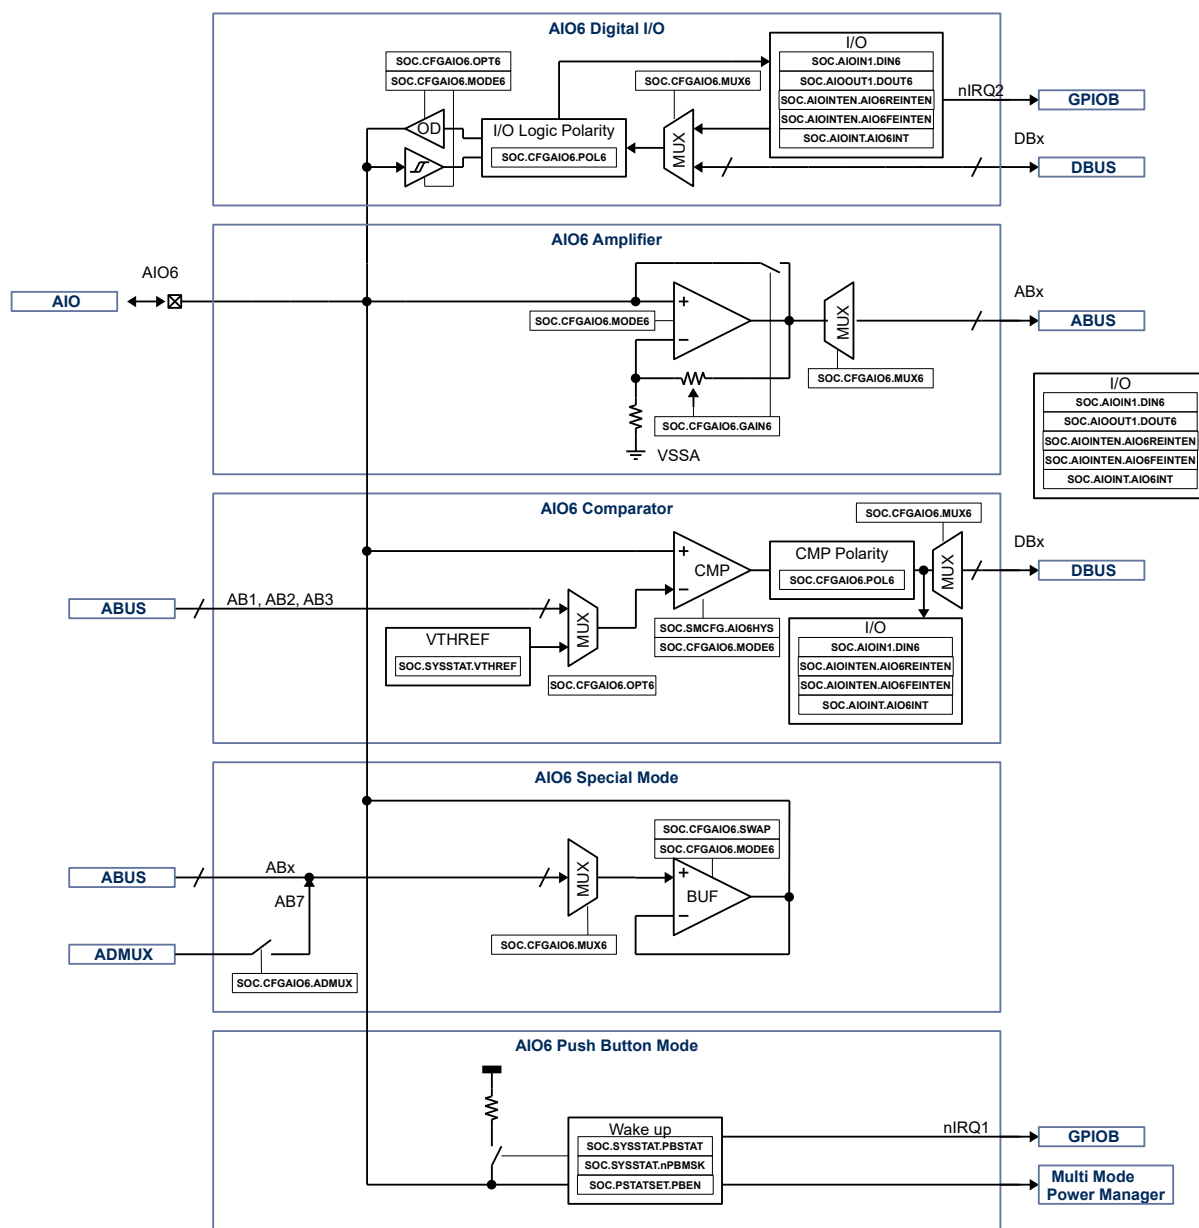 AIO6 Digital I/O
SOC.CFGAIO6.OPT6
SOC.CFGAIO6.MODE6
OD
I/O Logic Polarity
SOC.CFGAIO6.POL6
SOC.CFGAIO6.MUX6
MUX
I/O
SOC.AIOIN1.DIN6
SOC.AIOOUT1.DOUT6
SOC.AIOINTEN.AIO6REINTEN
SOC.AIOINTEN.AIO6FEINTEN
SOC.AIOINT.AIO6INT
nIRQ2
GPIOB
DBx
DBUS
AIO6 Amplifier
AIO
AIO6
SOC.CFGAIO6.MODE6
+
−
MUX
SOC.CFGAIO6.MUX6
SOC.CFGAIO6.GAIN6
VSSA
ABx
ABUS
I/O
SOC.AIOIN1.DIN6
SOC.AIOOUT1.DOUT6
SOC.AIOINTEN.AIO6REINTEN
SOC.AIOINTEN.AIO6FEINTEN
SOC.AIOINT.AIO6INT
AIO6 Comparator
ABUS
AB1, AB2, AB3
VTHREF
SOC.SYSSTAT.VTHREF
MUX
SOC.CFGAIO6.OPT6
+
CMP
−
SOC.SMCFG.AIO6HYS
SOC.CFGAIO6.MODE6
CMP Polarity
SOC.CFGAIO6.POL6
SOC.CFGAIO6.MUX6
MUX
DBx
DBUS
I/O
SOC.AIOIN1.DIN6
SOC.AIOINTEN.AIO6REINTEN
SOC.AIOINTEN.AIO6FEINTEN
SOC.AIOINT.AIO6INT
AIO6 Special Mode
ABUS
ABx
AB7
ADMUX
SOC.CFGAIO6.ADMUX
MUX
SOC.CFGAIO6.MUX6
SOC.CFGAIO6.SWAP
SOC.CFGAIO6.MODE6
+
BUF
−
AIO6 Push Button Mode
Wake up
SOC.SYSSTAT.PBSTAT
SOC.SYSSTAT.nPBMSK
SOC.PSTATSET.PBEN
nIRQ1
GPIOB
Multi Mode
Power Manager